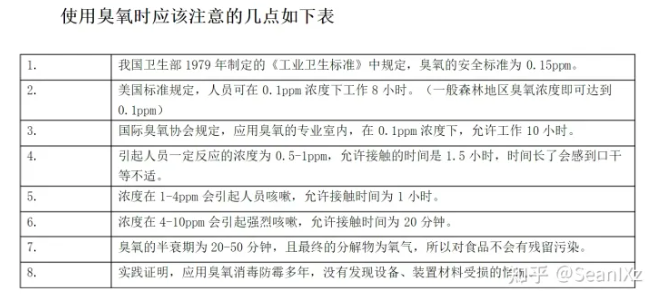 使用臭氧时应该注意的几点如下表
1. 我国卫生部 1979 年制定的《工业卫生标准》中规定，臭氧的安全标准为 0.15ppm。
2. 美国标准规定，人员可在 0.1ppm 浓度下工作 8 小时。（一般森林地区臭氧浓度即可达到
0.1ppm）
3. 国际臭氧协会规定，应用臭氧的专业室内，在 0.1ppm 浓度下，允许工作 10 小时。
4. 引起人员一定反应的浓度为 0.5-1ppm，允许接触的时间是 1.5 小时，时间长了会感到口干
等不适。
5. 浓度在 1-4ppm 会引起人员咳嗽，允许接触时间为 1 小时。
6. 浓度在 4-10ppm 会引起强烈咳嗽，允许接触时间为 20 分钟。
7. 臭氧的半衰期为 20-50 分钟，且最终的分解物为氧气，所以对食品不会有残留污染。
8. 实践证明，应用臭氧消毒防霉多年，没有发现设备、装置材料受损的情况。
知乎 @SeanlXz